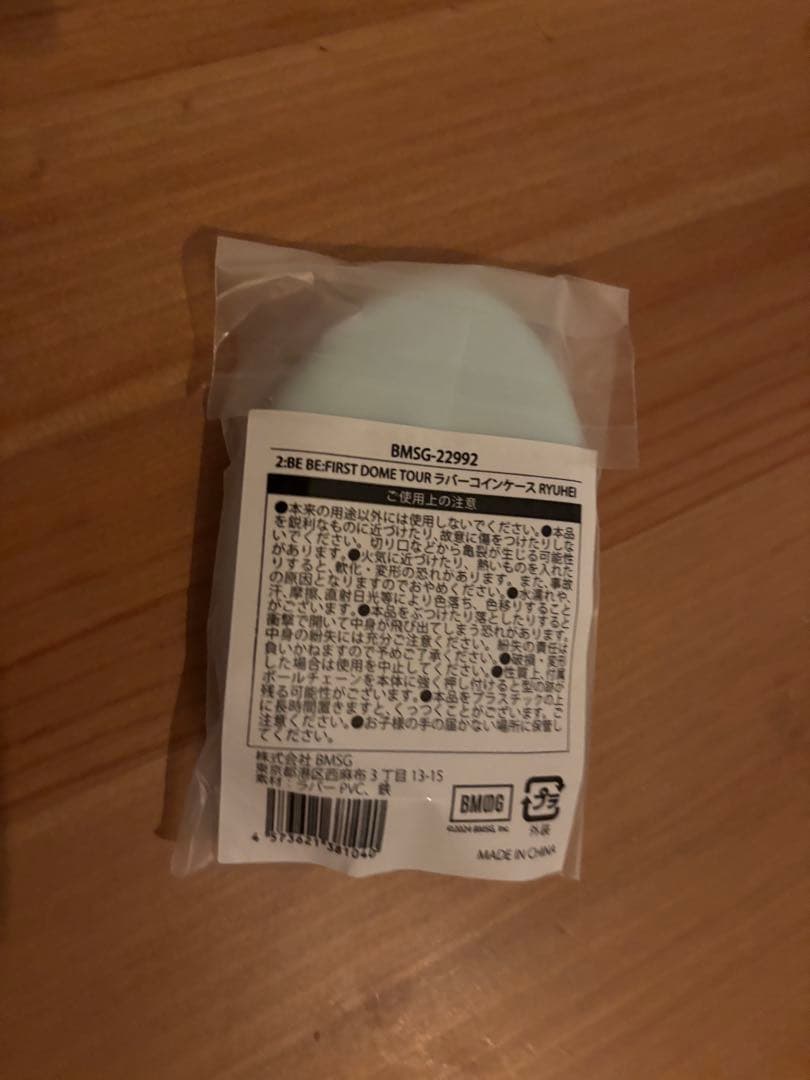 BMSG-22992
2:BE BE:FIRST DOME TOUR ラバーコインケース RYUHEI
ご使用上の注意
●本来の用途以外には使用しないでください。●本品
を鋭利なものに近づけたり、故意に傷をつけたりしな
いでください。切り口などから亀裂が生じる可能性
があります。●火気に近づけたり、熱いものを入れた
りすると、軟化・変形の恐れがあります。また、事故
の原因となりますのでおやめください。●水濡れや、
汗、摩擦、直射日光等により色落ち、色移りすること
がございます。●本品をぶつけたり落としたりすると
衝撃で開いて中身が飛び出てしまう恐れがあります。
中身の紛失には充分ご注意ください。紛失の責任は
負いかねますので予めご了承ください。●破損・変形
した場合は使用を中止してください。●性質上、付属
ボールチェーンを本体に強く押し付けると型の跡が
残る可能性がございます。●本品をプラスチックの上
に長時間置きますと、くっつくことがございます。ご
注意ください。●お子様の手の届かない場所に保管し
てください。
株式会社 BMSG
東京都港区西麻布 3 丁目 13-15
素材：ラバー PVC、鉄
4 573621 381040
BMSG
©2024 BMSG, Inc.
プラ
外装
MADE IN CHINA